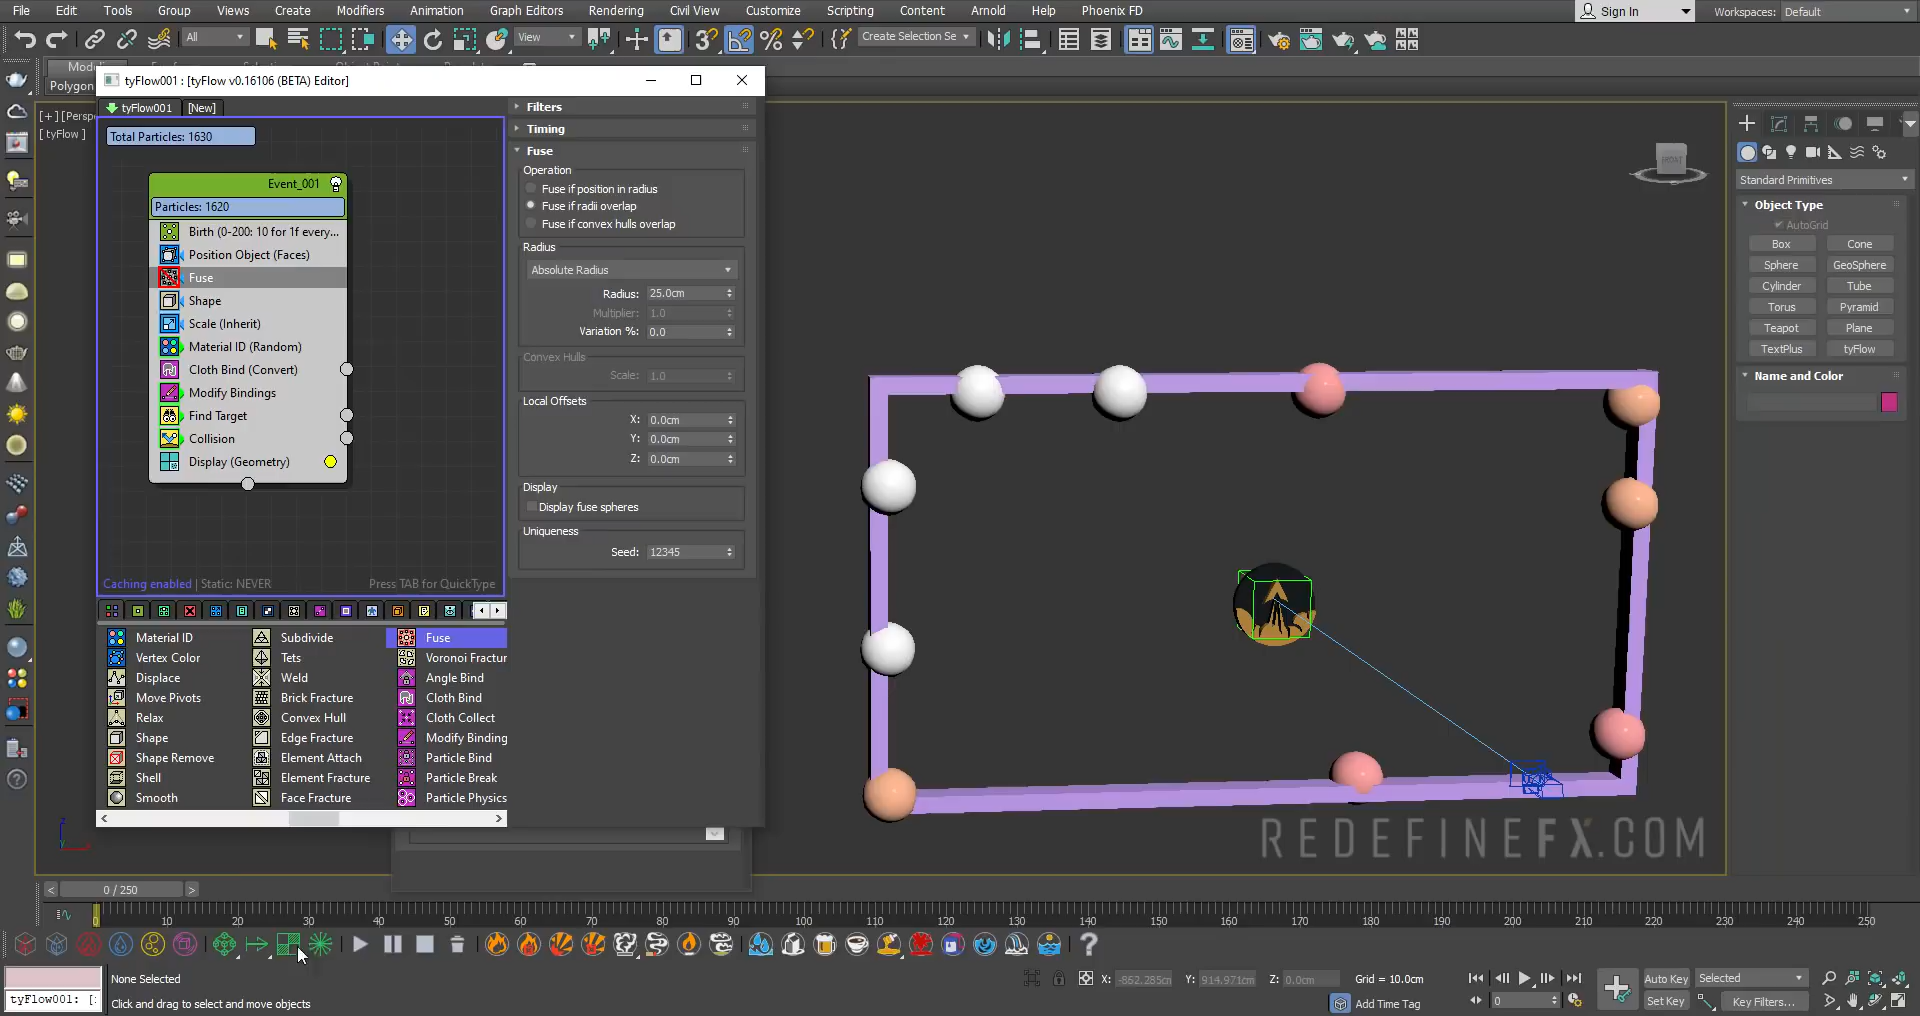 File Edit Tools Group Views Create Modifiers Animation Graph Editors Rendering Civil View Customize Scripting Content Arnold Help Phoenix FD
Sign In
Workspaces: Default
All
View
Create Selection Se
Polygon
tyFlow001 : [tyFlow v0.16106 (BETA) Editor]
[+] [Persp
[ tyFlow ]
tyFlow001 [New]
Total Particles: 1630
Event_001
Particles: 1620
Birth (0-200: 10 for 1f every...
Position Object (Faces)
Fuse
Shape
Scale (Inherit)
Material ID (Random)
Cloth Bind (Convert)
Modify Bindings
Find Target
Collision
Display (Geometry)
Caching enabled | Static: NEVER
Press TAB for QuickType
Filters
Timing
Fuse
Operation
Fuse if position in radius
Fuse if radii overlap
Fuse if convex hulls overlap
Radius
Absolute Radius
Radius: 25.0cm
Multiplier: 1.0
Variation %: 0.0
Convex Hulls
Scale: 1.0
Local Offsets
X: 0.0cm
Y: 0.0cm
Z: 0.0cm
Display
Display fuse spheres
Uniqueness
Seed: 12345
Material ID Subdivide Fuse
Vertex Color Tets Voronoi Fractur
Displace Weld Angle Bind
Move Pivots Brick Fracture Cloth Bind
Relax Convex Hull Cloth Collect
Shape Edge Fracture Modify Binding
Shape Remove Element Attach Particle Bind
Shell Element Fracture Particle Break
Smooth Face Fracture Particle Physics
REDEFINEFX.COM
Standard Primitives
Object Type
AutoGrid
Box Cone
Sphere GeoSphere
Cylinder Tube
Torus Pyramid
Teapot Plane
TextPlus tyFlow
Name and Color
0 / 250
0 10 20 30 40 50 60 70 80 90 100 110 120 130 140 150 160 170 180 190 200 210 220 230 240 250
None Selected
tyFlow001: [:
Click and drag to select and move objects
X: -862.285cm Y: 914.971cm Z: 0.0cm Grid = 10.0cm
Add Time Tag
0
Auto Key Selected
Set Key Key Filters...